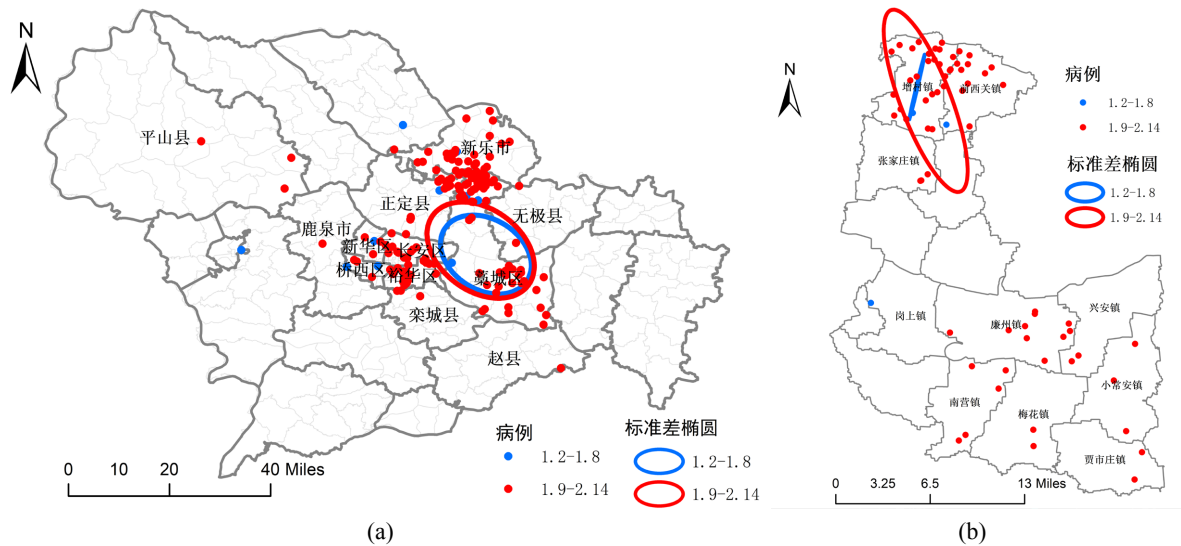 N
平山县
新乐市
正定县
无极县
鹿泉市
新华区
长安区
桥西区
裕华区
藁城区
栾城县
赵县
病例
标准差椭圆
1.2-1.8
1.2-1.8
1.9-2.14
1.9-2.14
0 10 20 40 Miles
(a)
N
增村镇
西关镇
张家庄镇
病例
1.2-1.8
1.9-2.14
标准差椭圆
1.2-1.8
1.9-2.14
岗上镇
廉州镇
兴安镇
小常安镇
南营镇
梅花镇
贾市庄镇
0 3.25 6.5 13 Miles
(b)